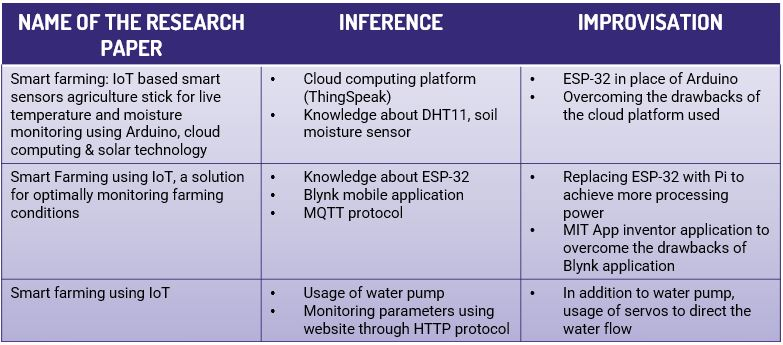 NAME OF THE RESEARCH
PAPER
INFERENCE
IMPROVISATION
Smart farming: IoT based smart
sensors agriculture stick for live
temperature and moisture
monitoring using Arduino, cloud
computing & solar technology
• Cloud computing platform
(ThingSpeak)
• Knowledge about DHT11, soil
moisture sensor
• ESP-32 in place of Arduino
• Overcoming the drawbacks of
the cloud platform used
Smart Farming using IoT, a solution
for optimally monitoring farming
conditions
• Knowledge about ESP-32
• Blynk mobile application
• MQTT protocol
• Replacing ESP-32 with Pi to
achieve more processing
power
• MIT App inventor application to
overcome the drawbacks of
Blynk application
Smart farming using IoT
• Usage of water pump
• Monitoring parameters using
website through HTTP protocol
• In addition to water pump,
usage of servos to direct the
water flow